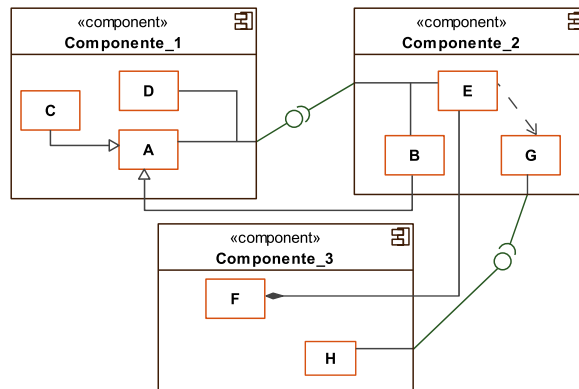 «component»
Componente_1
C
D
A
«component»
Componente_2
E
B
G
«component»
Componente_3
F
H